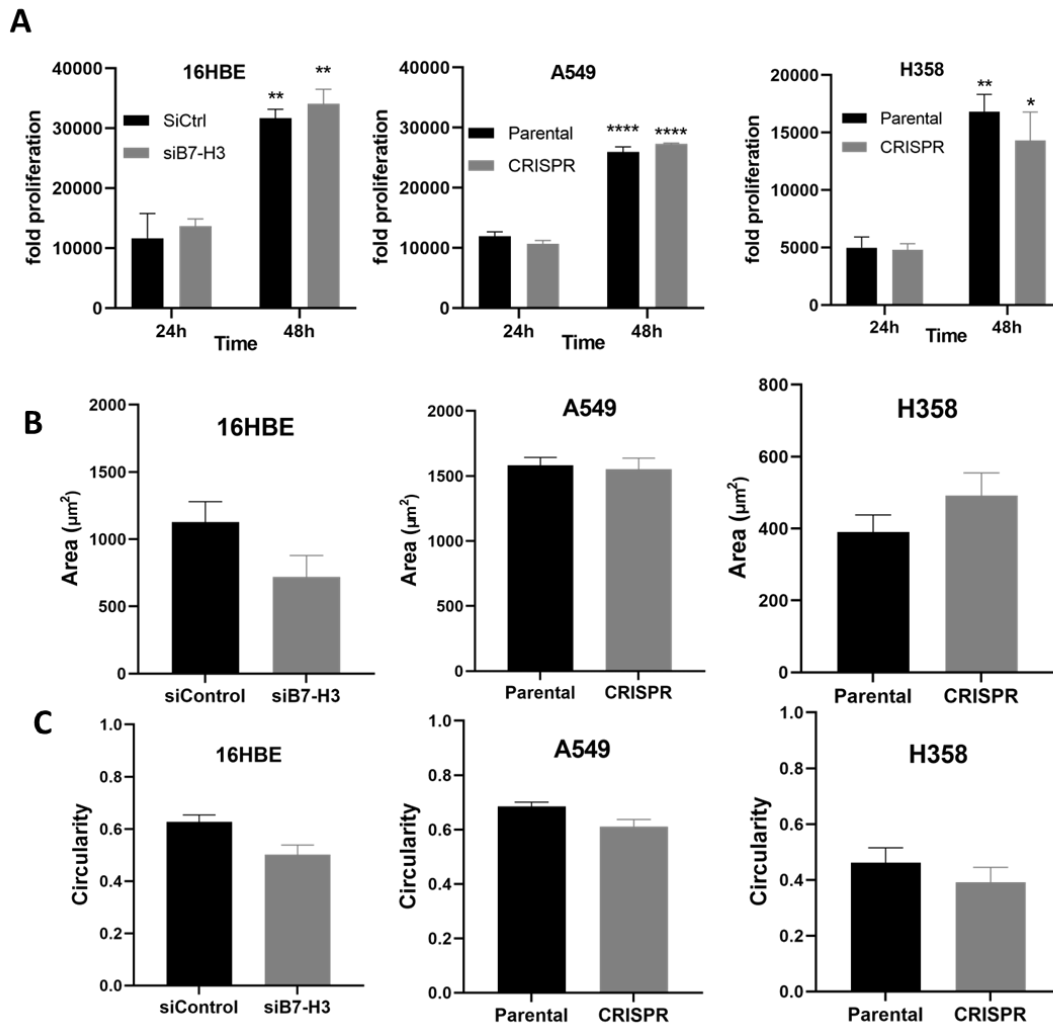 A
16HBE
fold proliferation
40000
30000
20000
10000
0
SiCtrl
siB7-H3
**
**
24h
48h
Time
A549
fold proliferation
40000
30000
20000
10000
0
Parental
CRISPR
****
****
24h
48h
Time
H358
fold proliferation
20000
15000
10000
5000
0
Parental
CRISPR
**
*
24h
48h
Time
B
16HBE
Area (µm²)
2000
1500
1000
500
0
siControl
siB7-H3
A549
Area (µm²)
2000
1500
1000
500
0
Parental
CRISPR
H358
Area (µm²)
800
600
400
200
0
Parental
CRISPR
C
16HBE
Circularity
1.0
0.8
0.6
0.4
0.2
0.0
siControl
siB7-H3
A549
Circularity
1.0
0.8
0.6
0.4
0.2
0.0
Parental
CRISPR
H358
Circularity
1.0
0.8
0.6
0.4
0.2
0.0
Parental
CRISPR